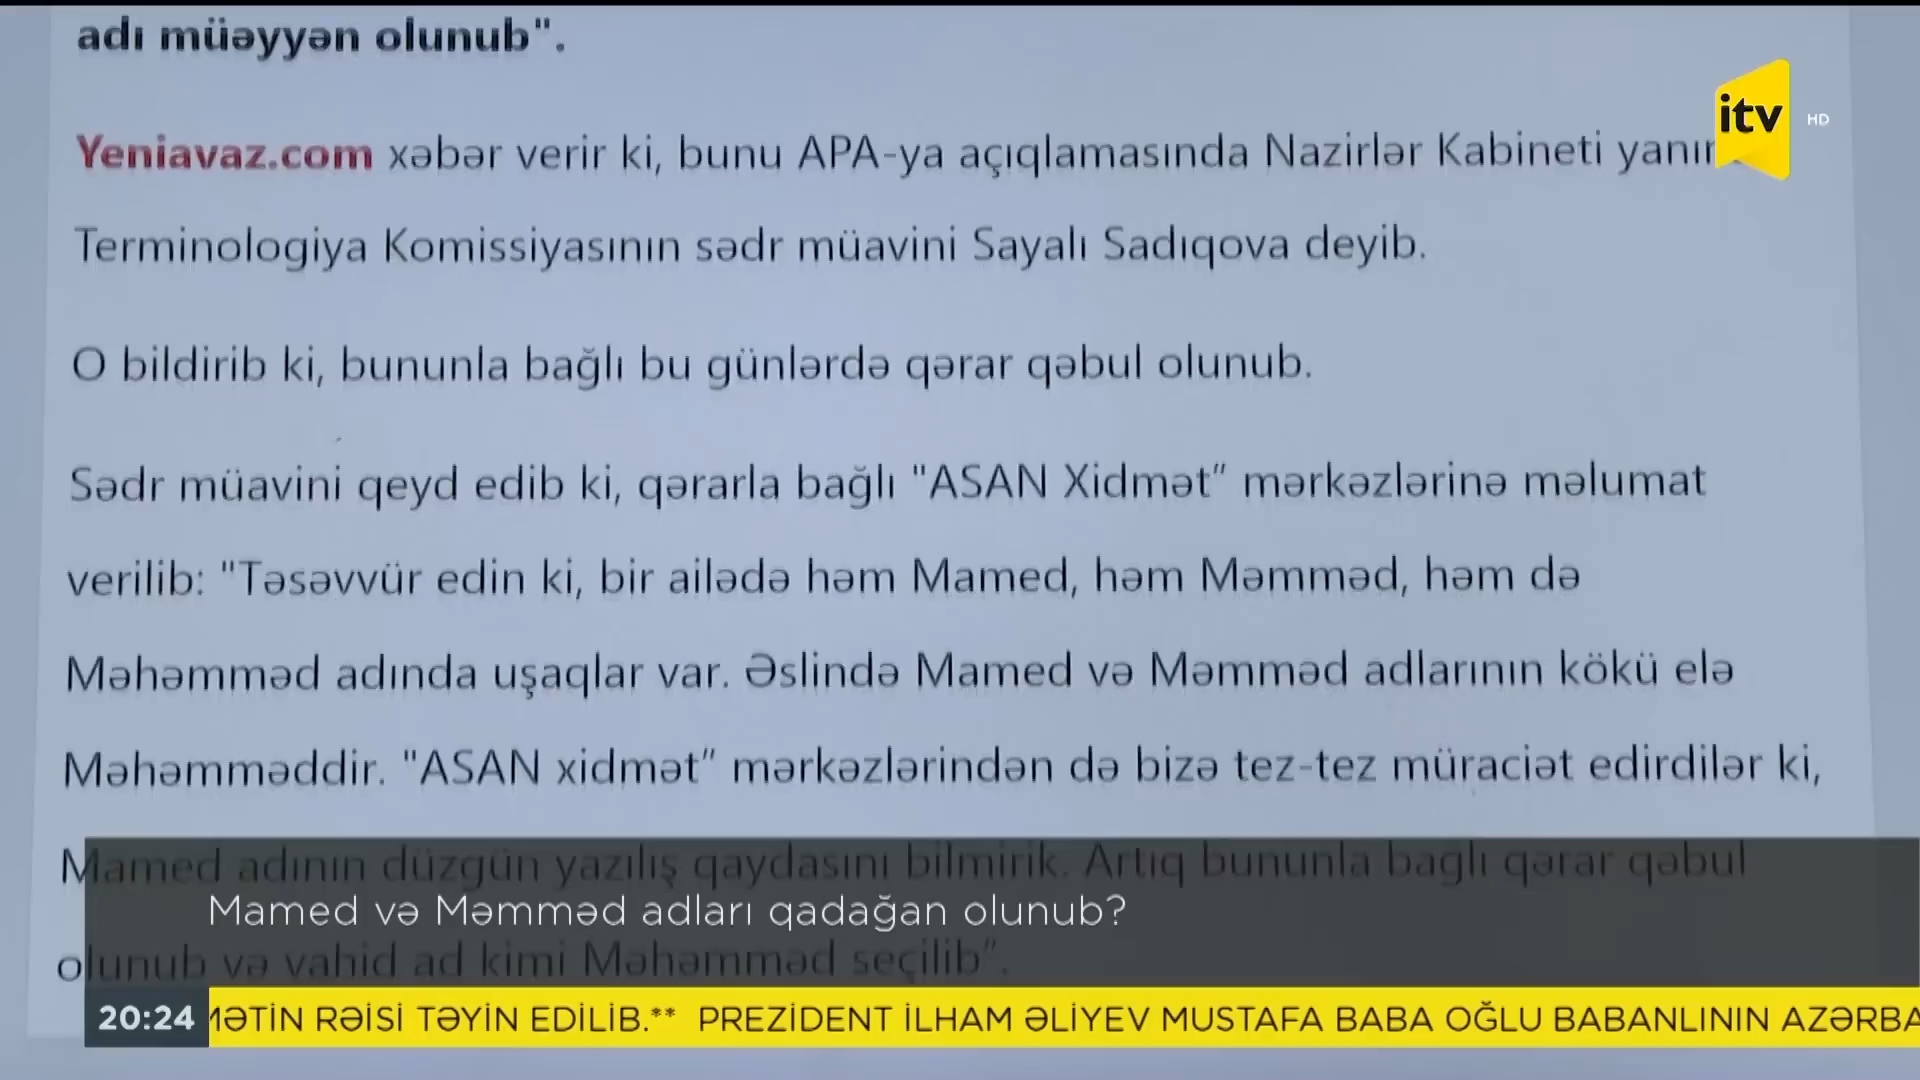 adı müəyyən olunub".
itv HD
Yeniavaz.com xəbər verir ki, bunu APA-ya açıqlamasında Nazirlər Kabineti
Terminologiya Komissiyasının sədr müavini Sayalı Sadıqova deyib.
O bildirib ki, bununla bağlı bu günlərdə qərar qəbul olunub.
Sədr müavini qeyd edib ki, qərarla bağlı "ASAN Xidmət" mərkəzlərinə məlumat
verilib: "Təsəvvür edin ki, bir ailədə həm Mamed, həm Məmməd, həm də
Məhəmməd adında uşaqlar var. Əslində Mamed və Məmməd adlarının kökü elə
Məhəmməddir. "ASAN xidmət" mərkəzlərindən də bizə tez-tez müraciət edirdilər ki,
Mamed adının düzgün yazılış qaydasını bilmirik. Artıq bununla bağlı qərar qəbul
Mamed və Məmməd adları qadağan olunub?
olunub və vahid ad kimi Məhəmməd seçilib".
20:24 MƏTİN RƏİSİ TƏYİN EDİLİB.** PREZİDENT İLHAM ƏLİYEV MUSTAFA BABA OĞLU BABANLININ AZƏRBA